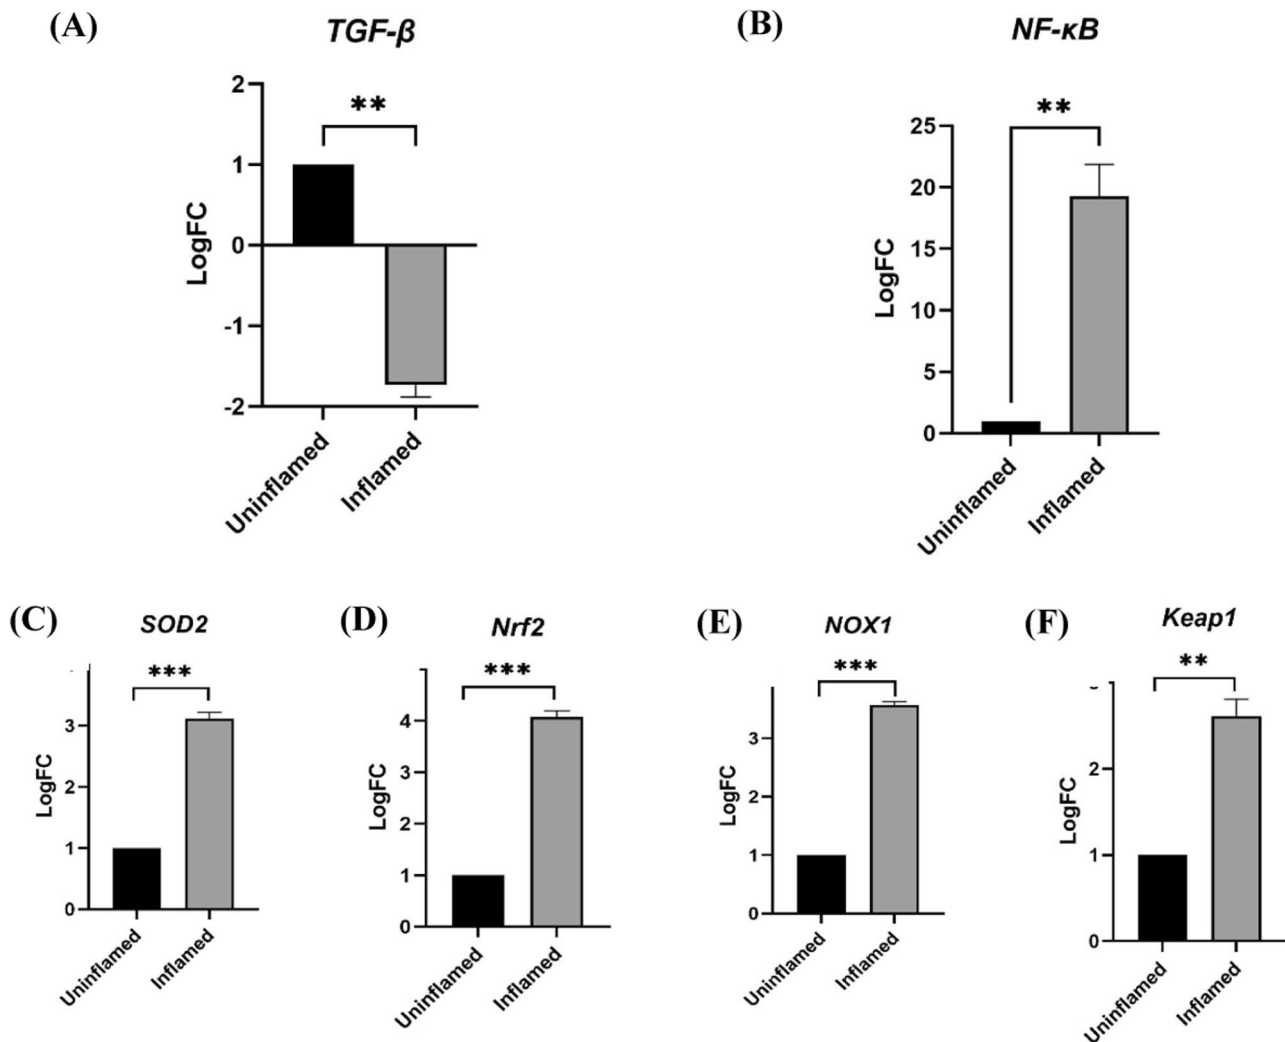 (A)
TGF-β
**
2
1
0
-1
-2
LogFC
Uninflamed
Inflamed
(B)
NF-κB
**
25
20
15
10
5
0
LogFC
Uninflamed
Inflamed
(C)
SOD2
***
3
2
1
0
LogFC
Uninflamed
Inflamed
(D)
Nrf2
***
4
3
2
1
0
LogFC
Uninflamed
Inflamed
(E)
NOX1
***
3
2
1
0
LogFC
Uninflamed
Inflamed
(F)
Keap1
**
2
1
0
LogFC
Uninflamed
Inflamed